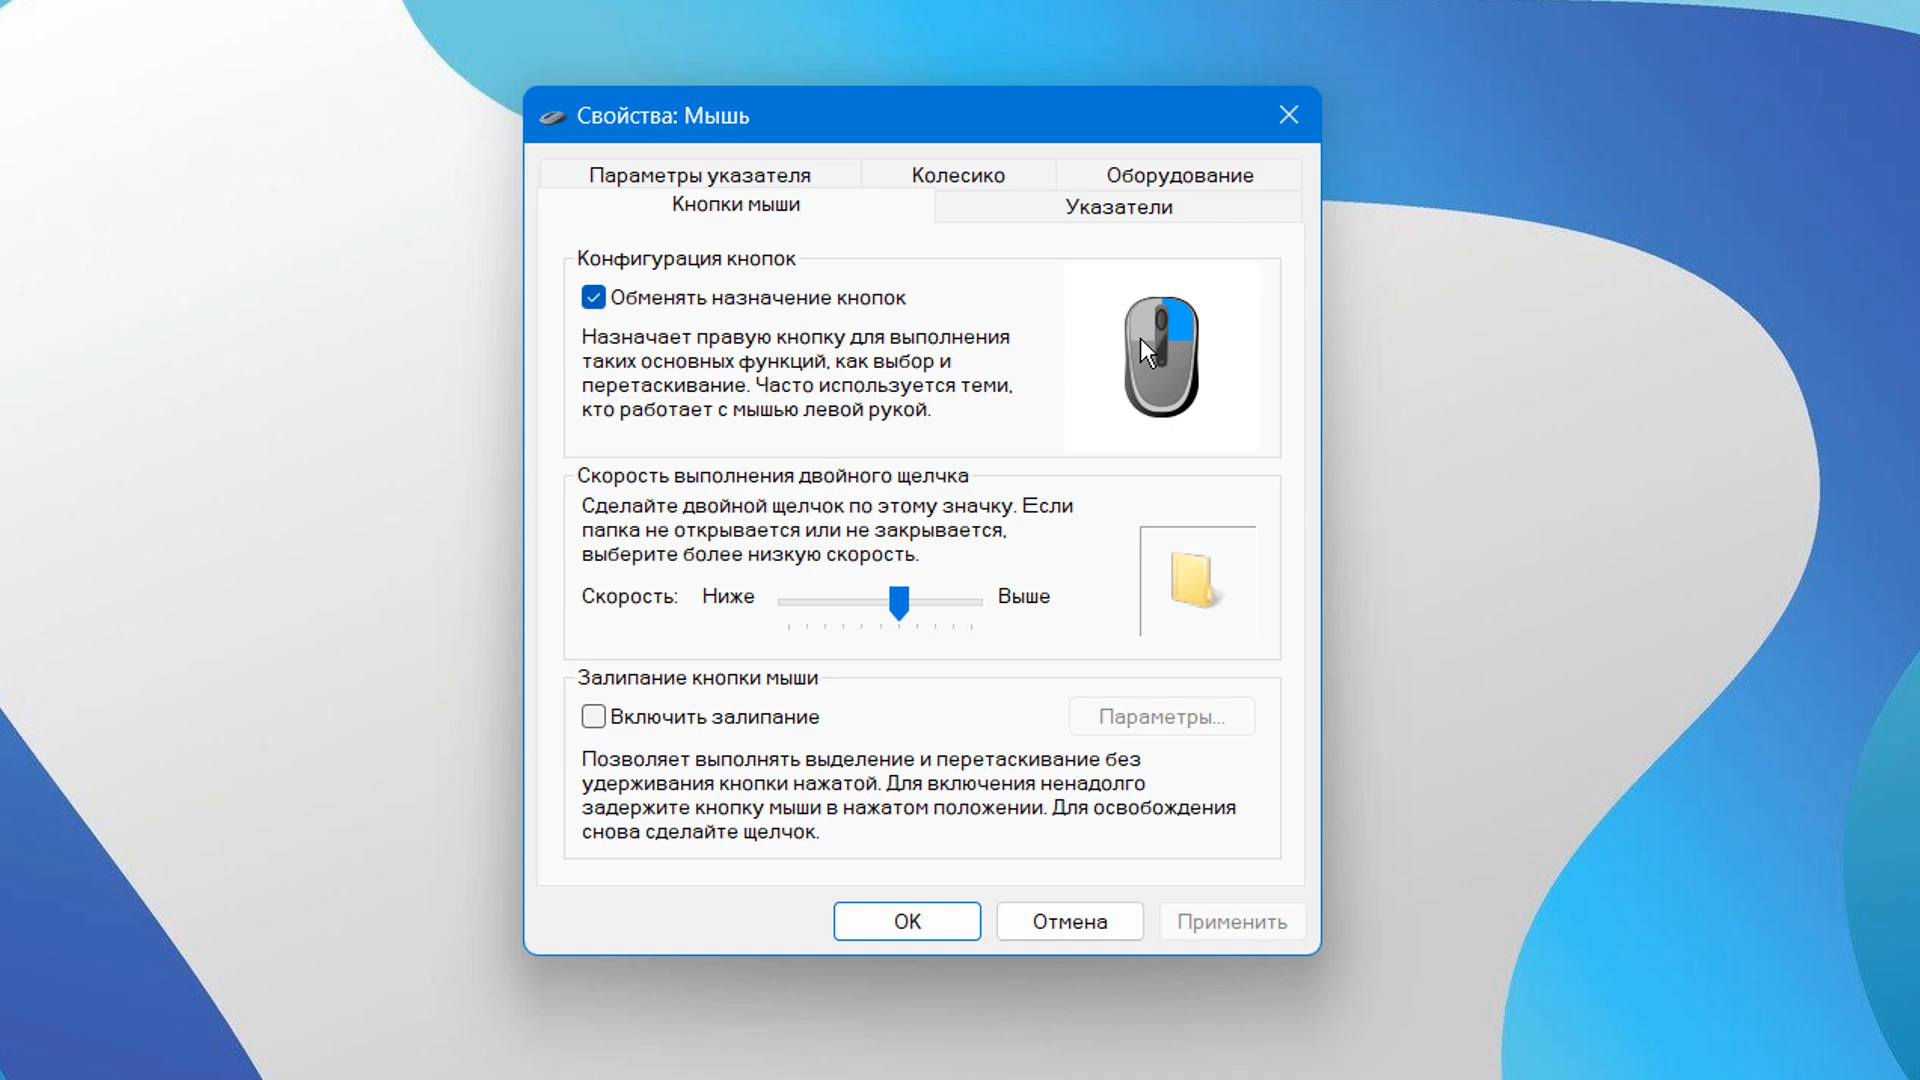 Свойства: Мышь
Параметры указателя
Колесико
Оборудование
Кнопки мыши
Указатели
Конфигурация кнопок
Обменять назначение кнопок
Назначает правую кнопку для выполнения
таких основных функций, как выбор и
перетаскивание. Часто используется теми,
кто работает с мышью левой рукой.
Скорость выполнения двойного щелчка
Сделайте двойной щелчок по этому значку. Если
папка не открывается или не закрывается,
выберите более низкую скорость.
Скорость: Ниже Выше
Залипание кнопки мыши
Включить залипание
Параметры...
Позволяет выполнять выделение и перетаскивание без
удерживания кнопки нажатой. Для включения ненадолго
задержите кнопку мыши в нажатом положении. Для освобождения
снова сделайте щелчок.
ОК
Отмена
Применить